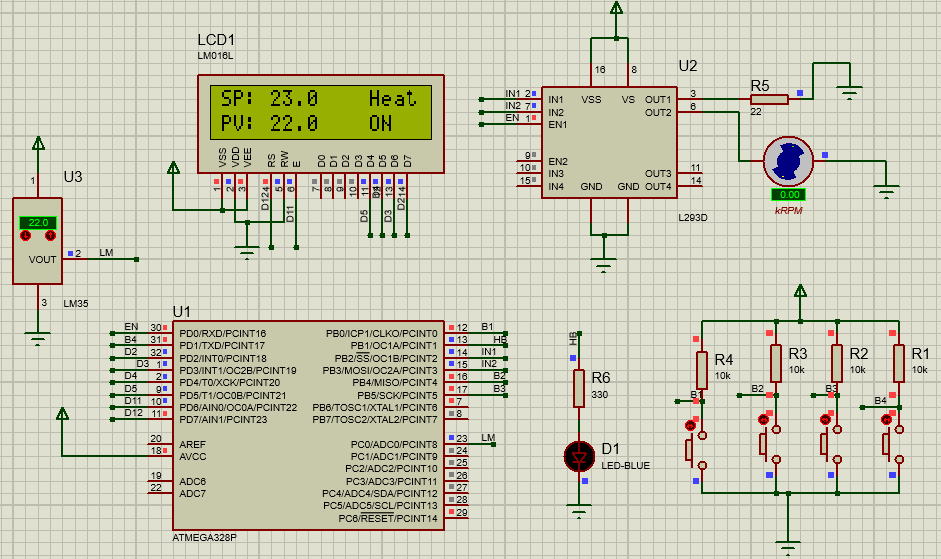 LCD1
LM016L
SP: 23.0 Heat
PV: 22.0 ON
VSS VDD VEE RS RW E D0 D1 D2 D3 D4 D5 D6 D7
1 2 3 4 5 6 7 8 9 10 11 12 13 14
D12 D11 D5 D4 D3 D2
U3
1
22.0
VOUT 2 LM
3
LM35
U2
16 8
IN1 2 IN1 VSS VS OUT1 3
IN2 7 IN2 OUT2 6
EN 1 EN1
9 EN2
10 IN3 OUT3 11
15 IN4 GND GND OUT4 14
L293D
R5
22
0.00
kRPM
U1
EN 30 PD0/RXD/PCINT16 PB0/ICP1/CLKO/PCINT0 12 B1
B4 31 PD1/TXD/PCINT17 PB1/OC1A/PCINT1 13 HB
D2 32 PD2/INT0/PCINT18 PB2/SS/OC1B/PCINT2 14 IN1
D3 1 PD3/INT1/OC2B/PCINT19 PB3/MOSI/OC2A/PCINT3 15 IN2
D4 2 PD4/T0/XCK/PCINT20 PB4/MISO/PCINT4 16 B2
D5 9 PD5/T1/OC0B/PCINT21 PB5/SCK/PCINT5 17 B3
D11 10 PD6/AIN0/OC0A/PCINT22 PB6/TOSC1/XTAL1/PCINT6 7
D12 11 PD7/AIN1/PCINT23 PB7/TOSC2/XTAL2/PCINT7 8
20 AREF PC0/ADC0/PCINT8 23 LM
18 AVCC PC1/ADC1/PCINT9 24
PC2/ADC2/PCINT10 25
19 ADC6 PC3/ADC3/PCINT11 26
22 ADC7 PC4/ADC4/SDA/PCINT12 27
PC5/ADC5/SCL/PCINT13 28
PC6/RESET/PCINT14 29
ATMEGA328P
HB
R6
330
D1
LED-BLUE
R4
10k
B1
R3
10k
B2
R2
10k
B3
R1
10k
B4